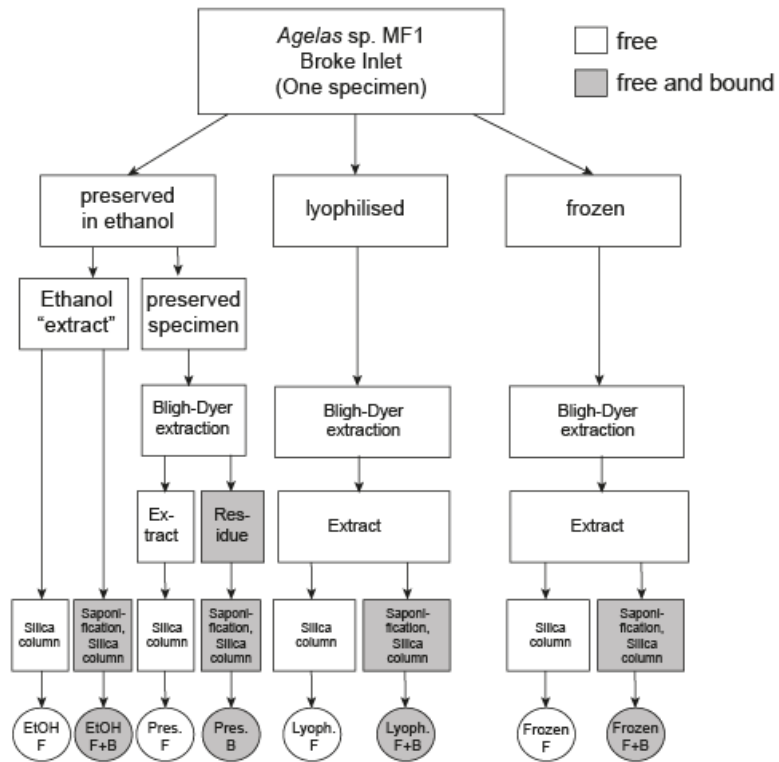 Agelas sp. MF1
Broke Inlet
(One specimen)
free
free and bound
preserved
in ethanol
lyophilised
frozen
Ethanol
“extract”
preserved
specimen
Bligh-Dyer
extraction
Bligh-Dyer
extraction
Bligh-Dyer
extraction
Ex-
tract
Res-
idue
Extract
Extract
Silica
column
Saponi-
fication,
Silica
column
Silica
column
Saponi-
fication,
Silica
column
Silica
column
Saponi-
fication,
Silica
column
Silica
column
Saponi-
fication,
Silica
column
EtOH
F
EtOH
F+B
Pres.
F
Pres.
B
Lyoph.
F
Lyoph.
F+B
Frozen
F
Frozen
F+B